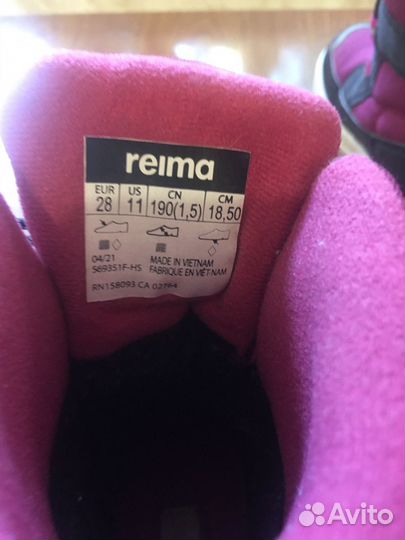 reima
EUR US CN CM
28 11 190(1,5) 18,50
04/21 MADE IN VIETNAM
569351F-HS FABRIQUE EN VIÊT-NAM
RN158093 CA 02764
Avito